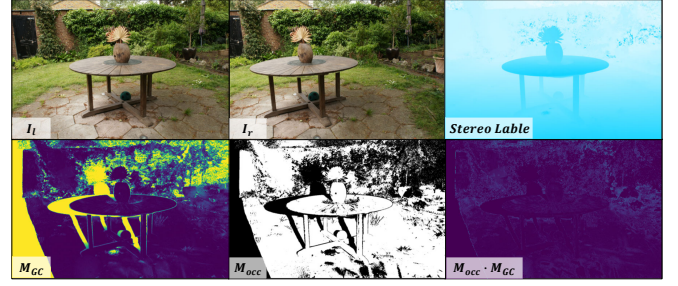 I_l
I_r
Stereo Lable
M_GC
M_occ
M_occ · M_GC